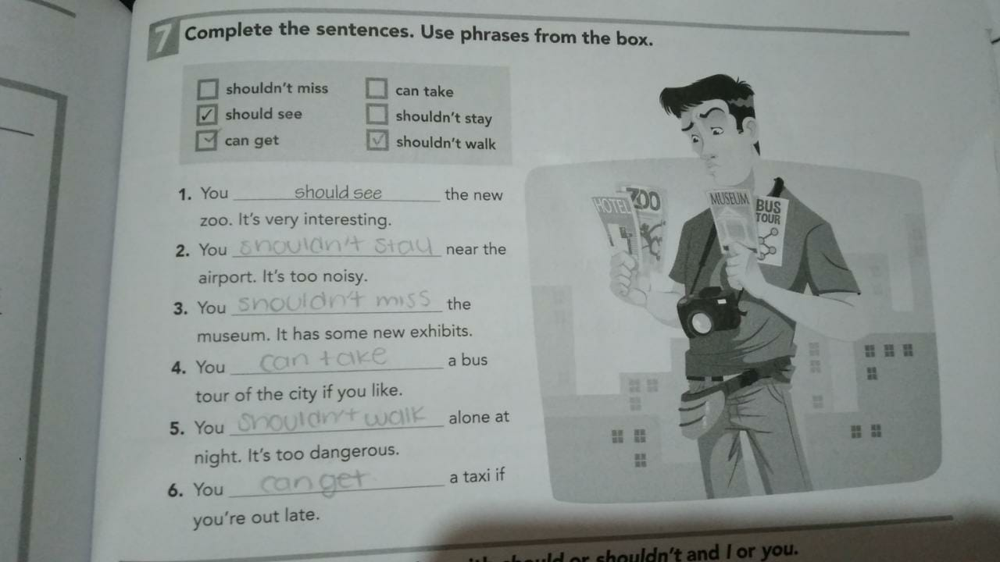 7 Complete the sentences. Use phrases from the box.
shouldn't miss
can take
should see
shouldn't stay
can get
shouldn't walk
1. You should see the new
zoo. It's very interesting.
2. You shouldn't stay near the
airport. It's too noisy.
3. You shouldn't miss the
museum. It has some new exhibits.
4. You can take a bus
tour of the city if you like.
5. You shouldn't walk alone at
night. It's too dangerous.
6. You can get a taxi if
you're out late.
HOTEL
ZOO
MUSEUM
BUS
TOUR
should or shouldn't and I or you.